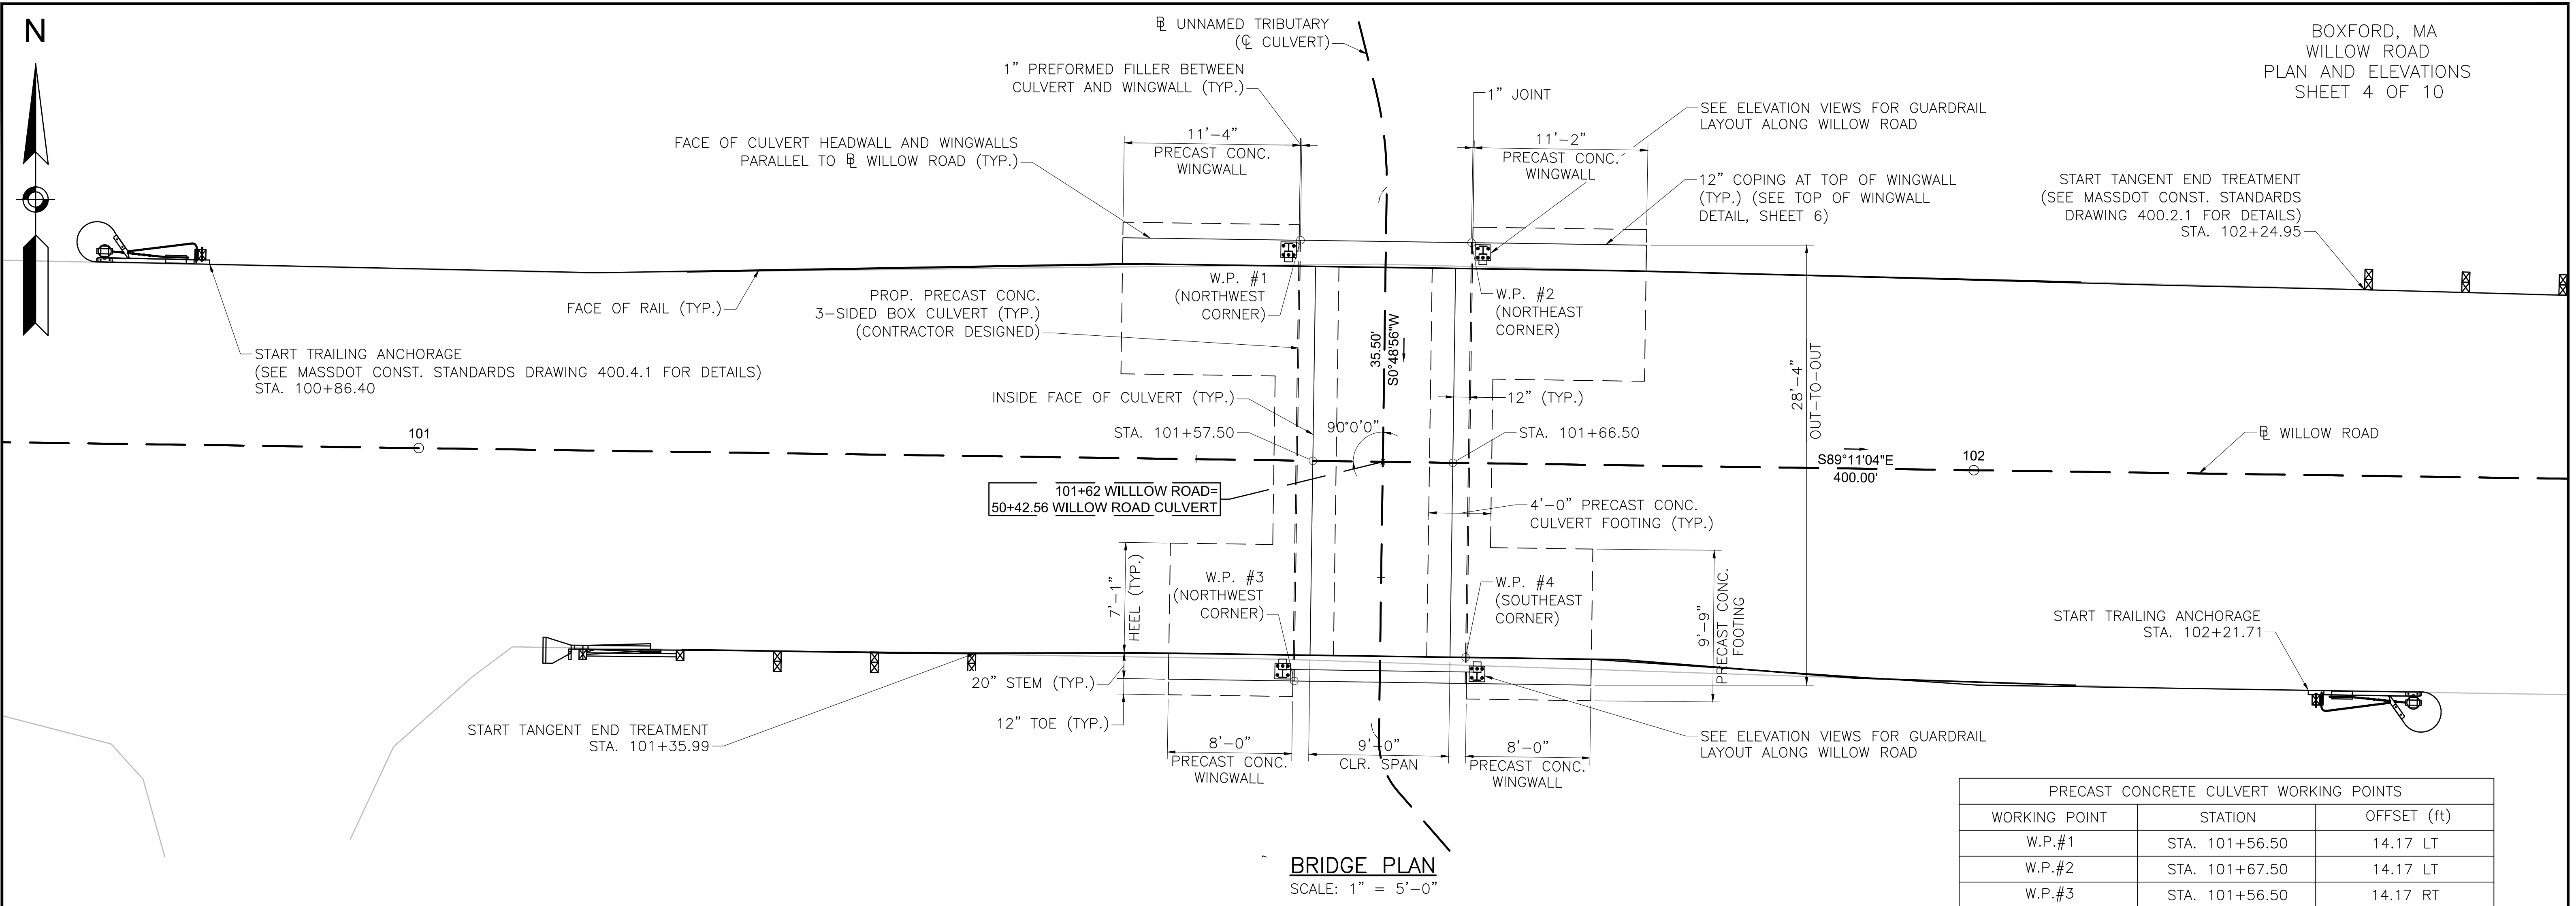 N
BOXFORD, MA
WILLOW ROAD
PLAN AND ELEVATIONS
SHEET 4 OF 10
℄ UNNAMED TRIBUTARY
(℄ CULVERT)
1" PREFORMED FILLER BETWEEN
CULVERT AND WINGWALL (TYP.)
1" JOINT
SEE ELEVATION VIEWS FOR GUARDRAIL
LAYOUT ALONG WILLOW ROAD
FACE OF CULVERT HEADWALL AND WINGWALLS
PARALLEL TO ℄ WILLOW ROAD (TYP.)
11'-4"
PRECAST CONC.
WINGWALL
11'-2"
PRECAST CONC.
WINGWALL
12" COPING AT TOP OF WINGWALL
(TYP.) (SEE TOP OF WINGWALL
DETAIL, SHEET 6)
START TANGENT END TREATMENT
(SEE MASSDOT CONST. STANDARDS
DRAWING 400.2.1 FOR DETAILS)
STA. 102+24.95
FACE OF RAIL (TYP.)
W.P. #1
(NORTHWEST
CORNER)
W.P. #2
(NORTHEAST
CORNER)
PROP. PRECAST CONC.
3-SIDED BOX CULVERT (TYP.)
(CONTRACTOR DESIGNED)
START TRAILING ANCHORAGE
(SEE MASSDOT CONST. STANDARDS DRAWING 400.4.1 FOR DETAILS)
STA. 100+86.40
35.50'
S0°48'56"W
28'-4"
OUT-TO-OUT
INSIDE FACE OF CULVERT (TYP.)
12" (TYP.)
STA. 101+57.50
90°0'0"
STA. 101+66.50
101
S89°11'04"E
400.00'
102
℄ WILLOW ROAD
101+62 WILLLOW ROAD=
50+42.56 WILLOW ROAD CULVERT
4'-0" PRECAST CONC.
CULVERT FOOTING (TYP.)
7'-1"
HEEL (TYP.)
W.P. #3
(NORTHWEST
CORNER)
W.P. #4
(SOUTHEAST
CORNER)
9'-9"
PRECAST CONC.
FOOTING
START TRAILING ANCHORAGE
STA. 102+21.71
20" STEM (TYP.)
12" TOE (TYP.)
START TANGENT END TREATMENT
STA. 101+35.99
8'-0"
PRECAST CONC.
WINGWALL
9'-0"
CLR. SPAN
8'-0"
PRECAST CONC.
WINGWALL
SEE ELEVATION VIEWS FOR GUARDRAIL
LAYOUT ALONG WILLOW ROAD
BRIDGE PLAN
SCALE: 1" = 5'-0"
PRECAST CONCRETE CULVERT WORKING POINTS
WORKING POINT STATION OFFSET (ft)
W.P.#1 STA. 101+56.50 14.17 LT
W.P.#2 STA. 101+67.50 14.17 LT
W.P.#3 STA. 101+56.50 14.17 RT